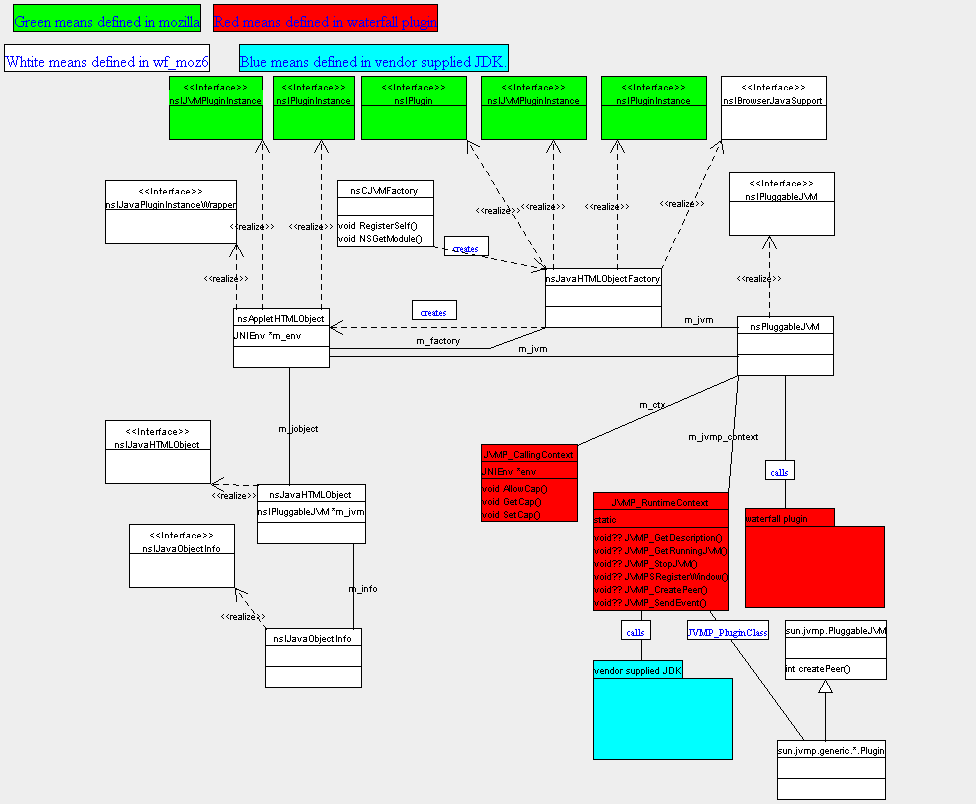 Green means defined in mozilla
Red means defined in waterfall plugin
Whtite means defined in wf_moz6
Blue means defined in vendor supplied JDK.
<<Interface>>
nsIJVMPluginInstance
<<Interface>>
nsIPluginInstance
<<Interface>>
nsIPlugin
<<Interface>>
nsIJVMPluginInstance
<<Interface>>
nsIPluginInstance
<<Interface>>
nsIBrowserJavaSupport
<<Interface>>
nsIJavaPluginInstanceWrapper
nsCJVMFactory
void RegisterSelf()
void NSGetModule()
<<Interface>>
nsIPluggableJVM
<<realize>>
<<realize>>
<<realize>>
<<realize>>
<<realize>>
<<realize>>
creates
<<realize>>
<<realize>>
nsJavaHTMLObjectFactory
creates
nsAppletHTMLObject
JNIEnv *m_env
m_factory
m_jvm
m_jvm
nsPluggableJVM
m_jobject
m_ctx
m_jvmp_context
calls
<<Interface>>
nsIJavaHTMLObject
<<realize>>
nsJavaHTMLObject
nsIPluggableJVM *m_jvm
JVMP_CallingContext
JNIEnv *env
void AllowCap()
void GetCap()
void SetCap()
JVMP_RuntimeContext
static
void?? JVMP_GetDescription()
void?? JVMP_GetRunningJVM()
void?? JVMP_StopJVM()
void?? JVMPSRegisterWindow()
void?? JVMP_CreatePeer()
void?? JVMP_SendEvent()
waterfall plugin
<<Interface>>
nsIJavaObjectInfo
<<realize>>
m_info
nsIJavaObjectInfo
calls
JVMP_PluginClass
sun.jvmp.PluggableJVM
int createPeer()
vendor supplied JDK
sun.jvmp.generic.*.Plugin